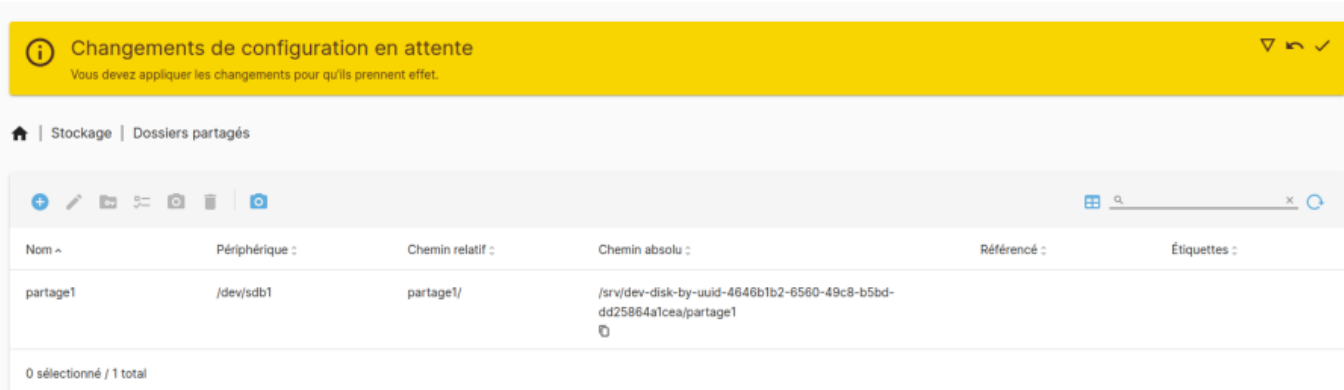 Changements de configuration en attente
Vous devez appliquer les changements pour qu'ils prennent effet.
| Stockage | Dossiers partagés
Nom Périphérique Chemin relatif Chemin absolu Référencé Étiquettes
partage1 /dev/sdb1 partage1/ /srv/dev-disk-by-uuid-4646b1b2-6560-49c8-b5bd-
dd25864a1cea/partage1
0 sélectionné / 1 total